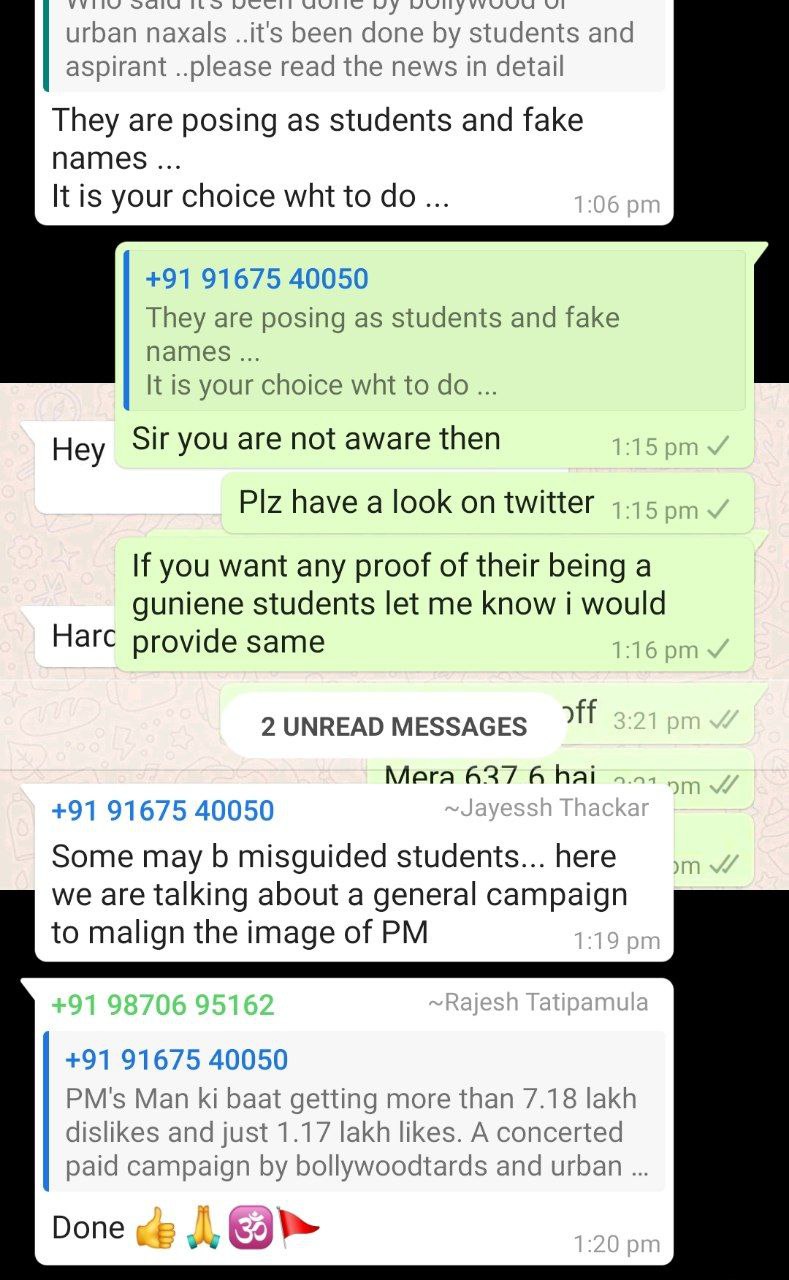 urban naxals ..it's been done by students and
aspirant ..please read the news in detail
They are posing as students and fake
names ...
It is your choice wht to do ...
1:06 pm
+91 91675 40050
They are posing as students and fake
names ...
It is your choice wht to do ...
Sir you are not aware then
1:15 pm
Hey
Plz have a look on twitter
1:15 pm
If you want any proof of their being a
guniene students let me know i would
provide same
1:16 pm
Hard
off
3:21 pm
2 UNREAD MESSAGES
Mera 637.6 hai
pm
+91 91675 40050
~Jayessh Thackar
pm
Some may b misguided students... here
we are talking about a general campaign
to malign the image of PM
1:19 pm
+91 98706 95162
~Rajesh Tatipamula
+91 91675 40050
PM's Man ki baat getting more than 7.18 lakh
dislikes and just 1.17 lakh likes. A concerted
paid campaign by bollywoodtards and urban ...
Done 👍🙏🕉🚩
1:20 pm